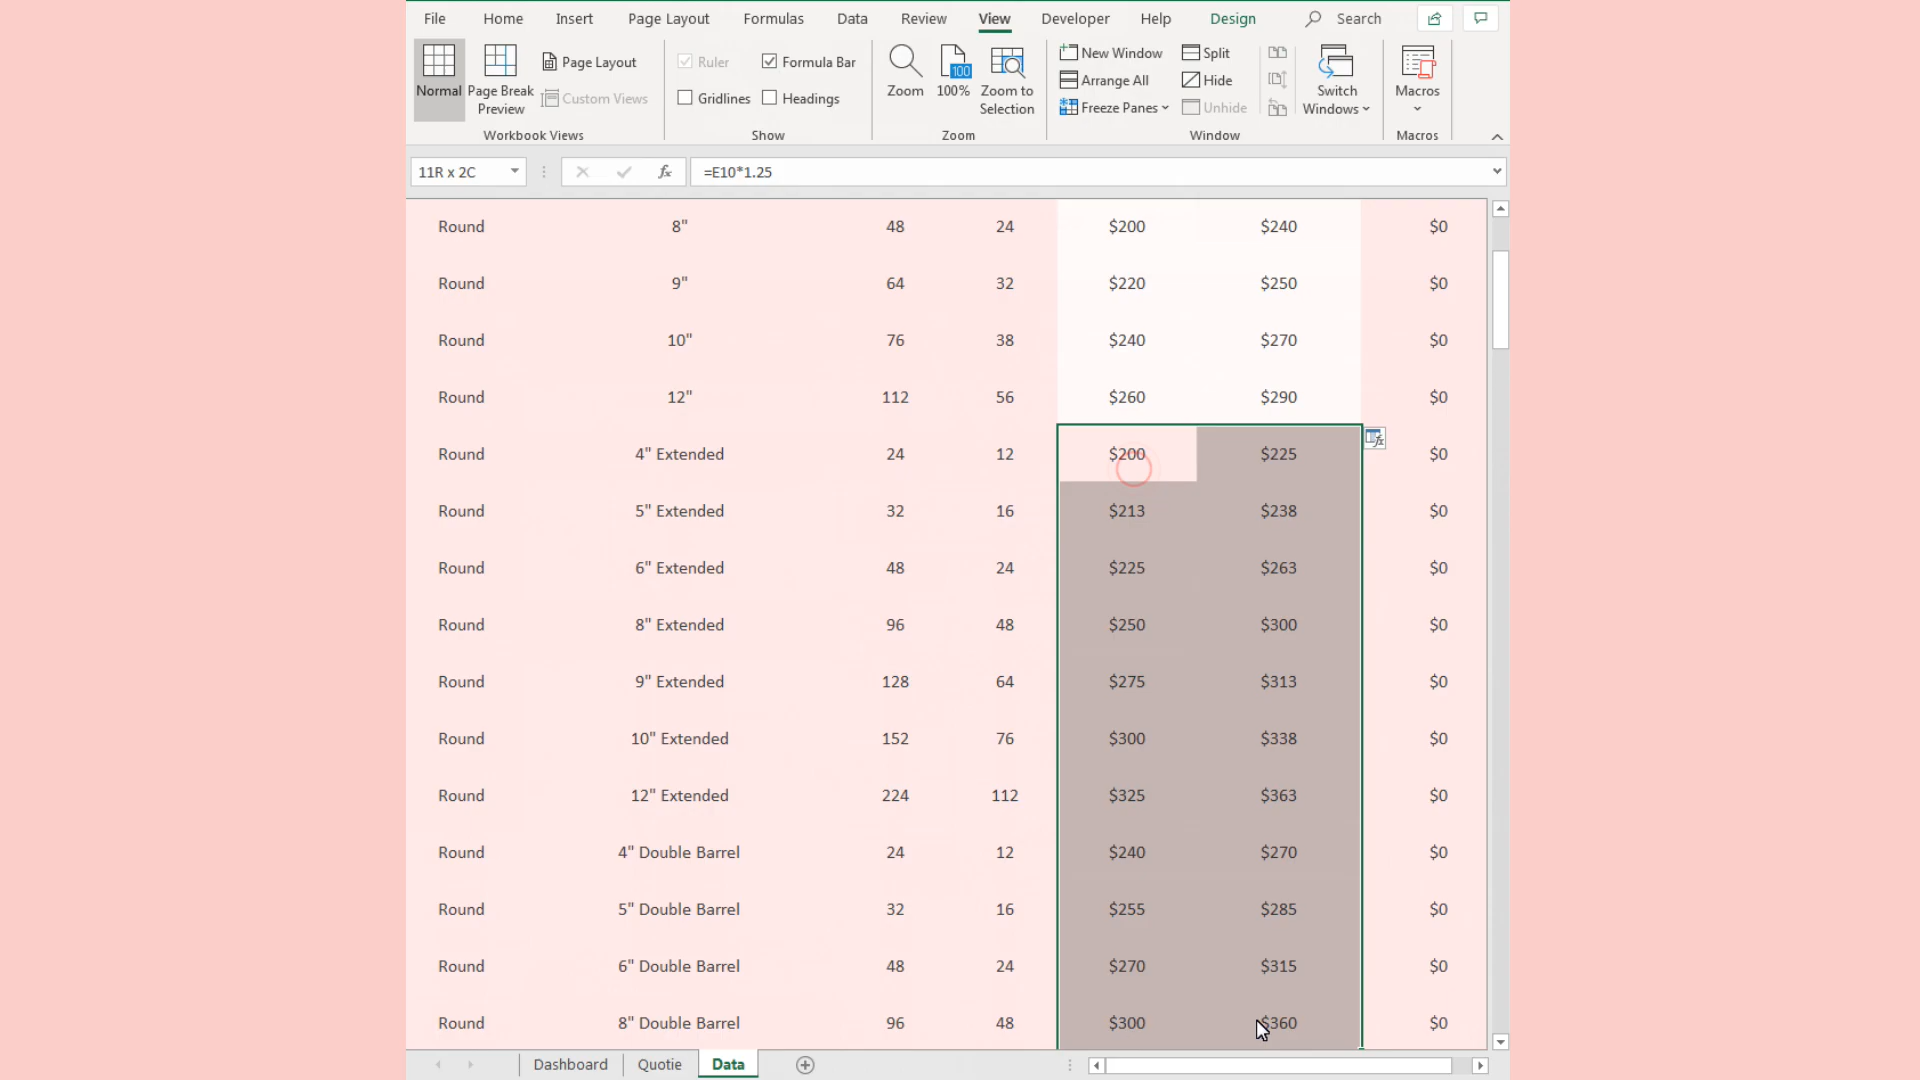 File Home Insert Page Layout Formulas Data Review View Developer Help Design Search
Normal Page Break Preview Page Layout Custom Views
Workbook Views
Ruler Formula Bar
Gridlines Headings
Show
Zoom 100% Zoom to Selection
100
Zoom
New Window Split
Arrange All Hide
Freeze Panes Unhide
Switch Windows
Window
Macros
Macros
11R x 2C fx =E10*1.25
Round 8" 48 24 $200 $240 $0
Round 9" 64 32 $220 $250 $0
Round 10" 76 38 $240 $270 $0
Round 12" 112 56 $260 $290 $0
Round 4" Extended 24 12 $200 $225 $0
Round 5" Extended 32 16 $213 $238 $0
Round 6" Extended 48 24 $225 $263 $0
Round 8" Extended 96 48 $250 $300 $0
Round 9" Extended 128 64 $275 $313 $0
Round 10" Extended 152 76 $300 $338 $0
Round 12" Extended 224 112 $325 $363 $0
Round 4" Double Barrel 24 12 $240 $270 $0
Round 5" Double Barrel 32 16 $255 $285 $0
Round 6" Double Barrel 48 24 $270 $315 $0
Round 8" Double Barrel 96 48 $300 $360 $0
Dashboard Quotie Data